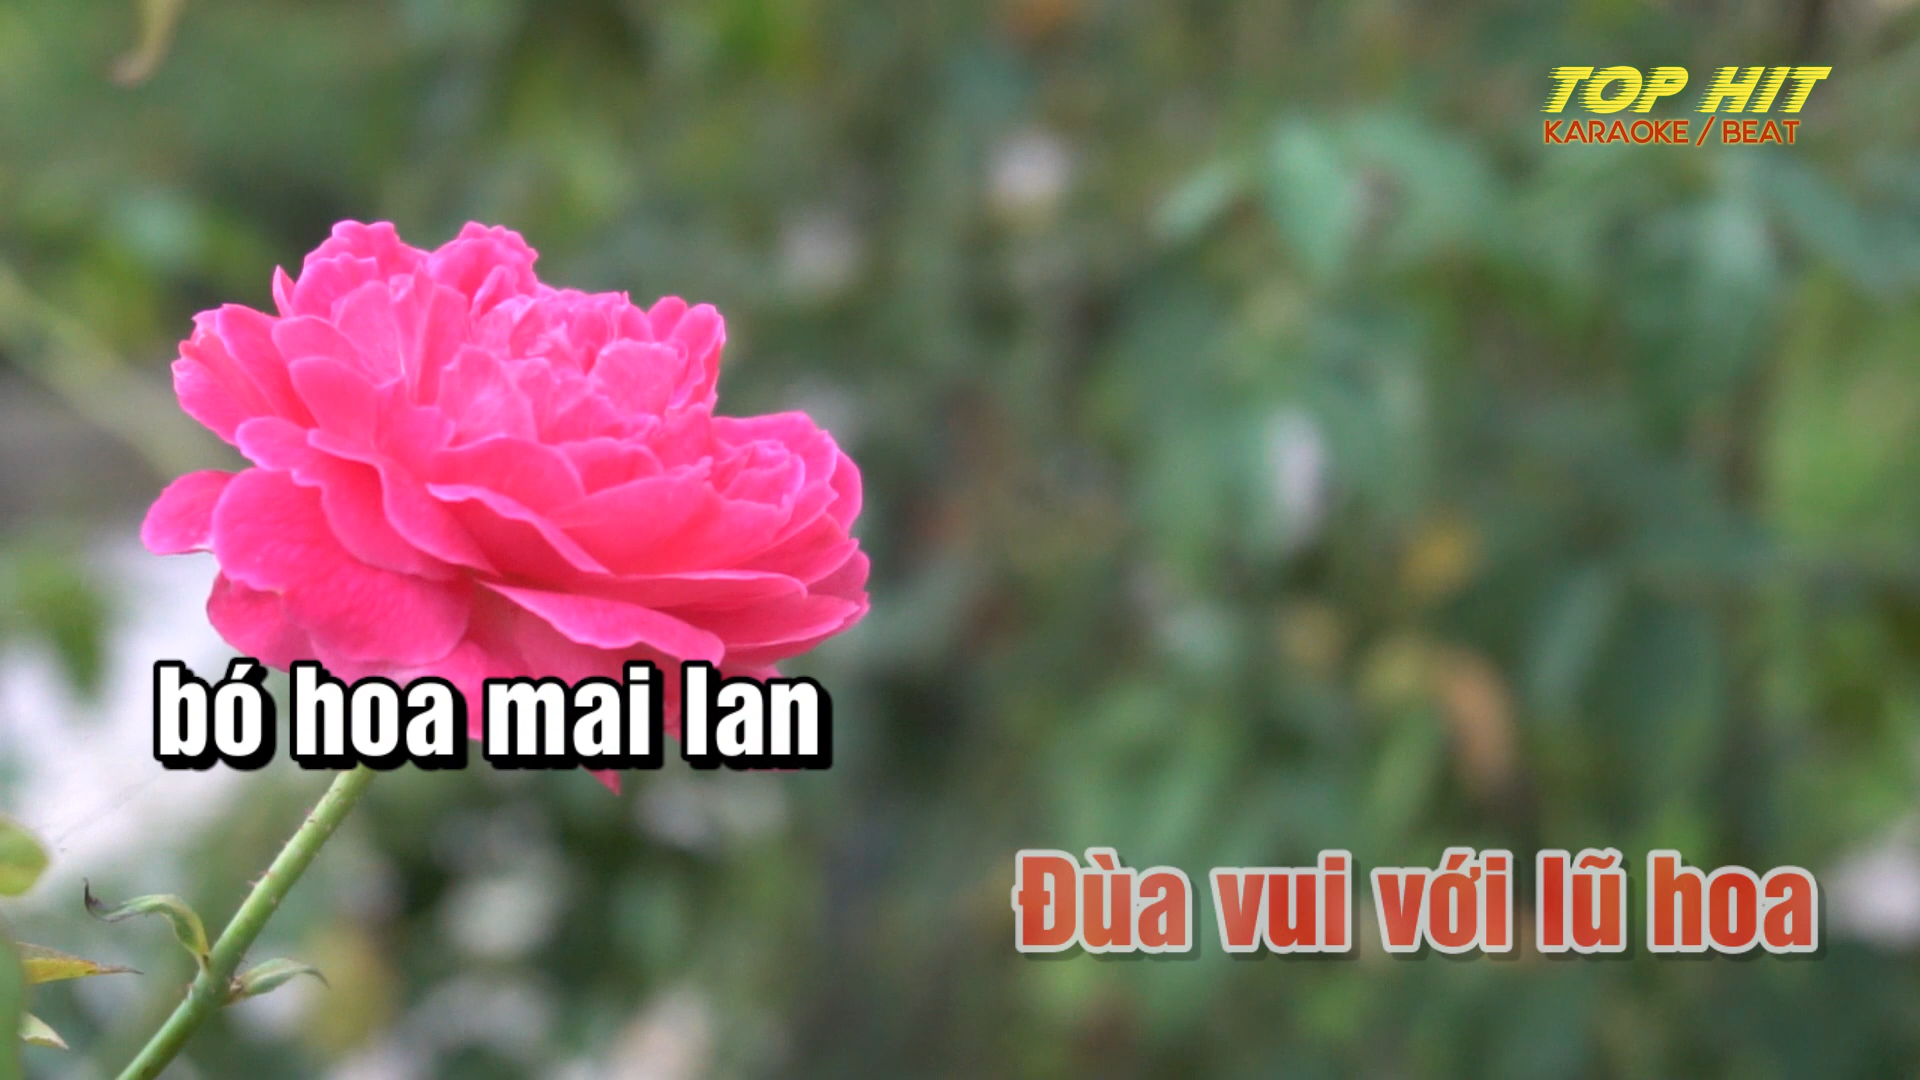 TOP HIT
KARAOKE / BEAT
bó hoa mai lan
Đùa vui với lũ hoa